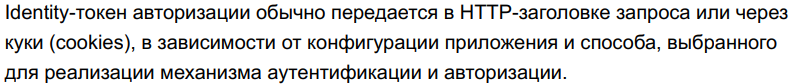 Identity-токен авторизации обычно передается в HTTP-заголовке запроса или через
куки (cookies), в зависимости от конфигурации приложения и способа, выбранного
для реализации механизма аутентификации и авторизации.